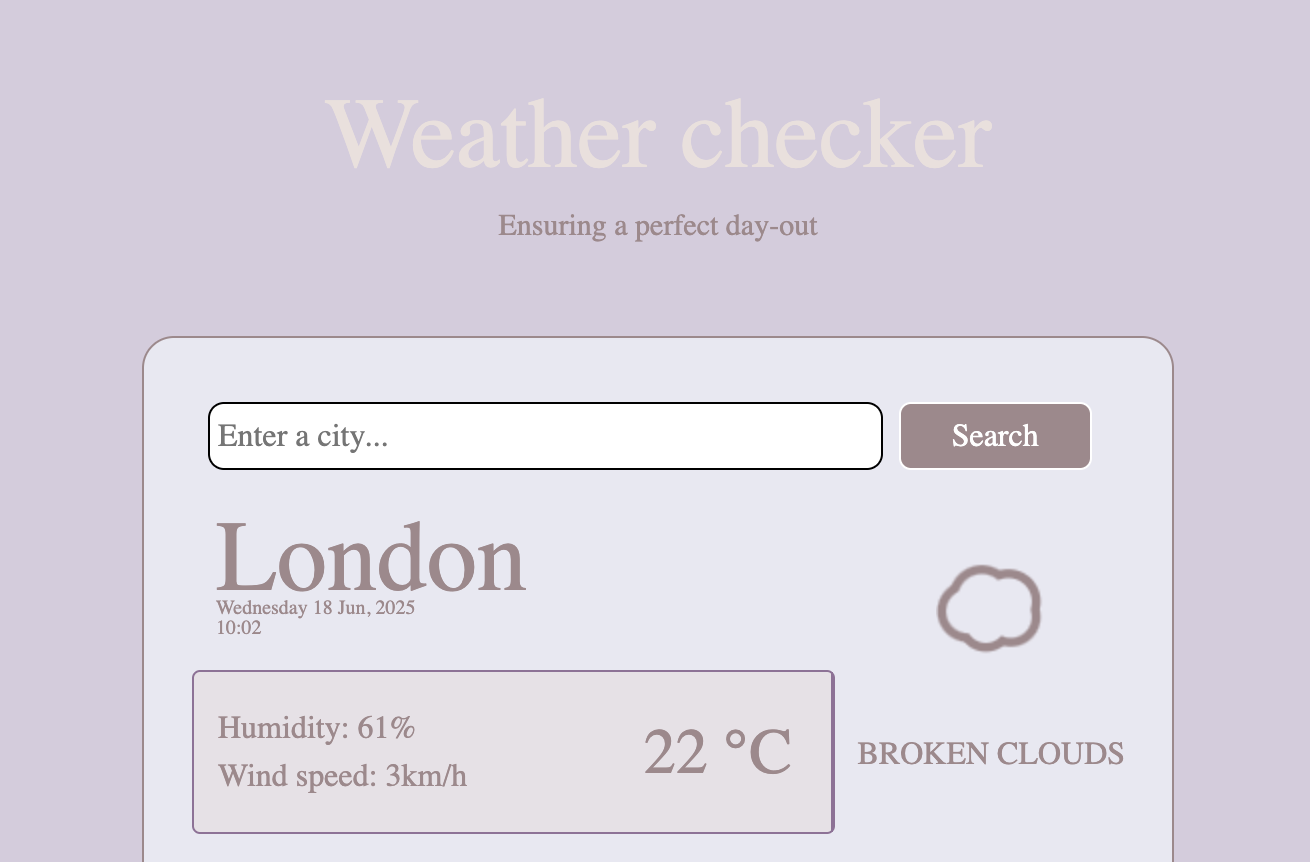 Weather checker
Ensuring a perfect day-out
Enter a city...
Search
London
Wednesday 18 Jun, 2025
10:02
Humidity: 61%
Wind speed: 3km/h
22 °C
BROKEN CLOUDS